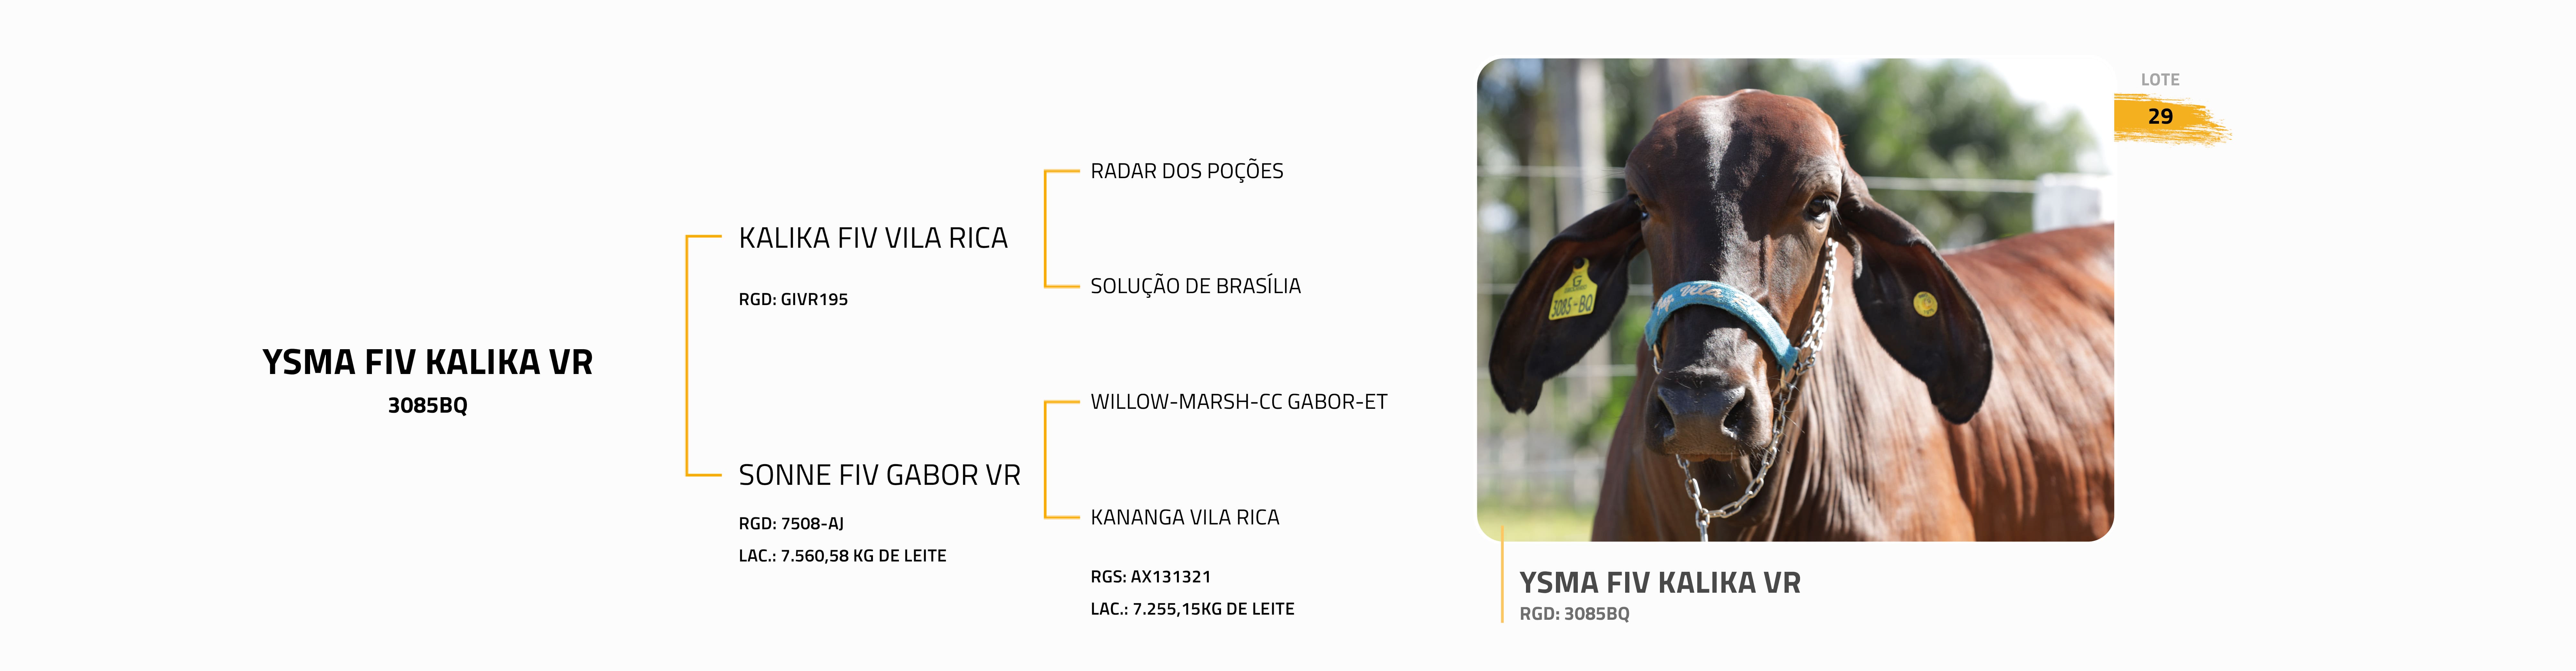 YSMA FIV KALIKA VR
3085BQ
KALIKA FIV VILA RICA
RGD: GIVR195
SONNE FIV GABOR VR
RGD: 7508-AJ
LAC.: 7.560,58 KG DE LEITE
RADAR DOS POÇÕES
SOLUÇÃO DE BRASÍLIA
WILLOW-MARSH-CC GABOR-ET
KANANGA VILA RICA
RGS: AX131321
LAC.: 7.255,15KG DE LEITE
G
3085-BQ
Vila
LOTE
29
YSMA FIV KALIKA VR
RGD: 3085BQ